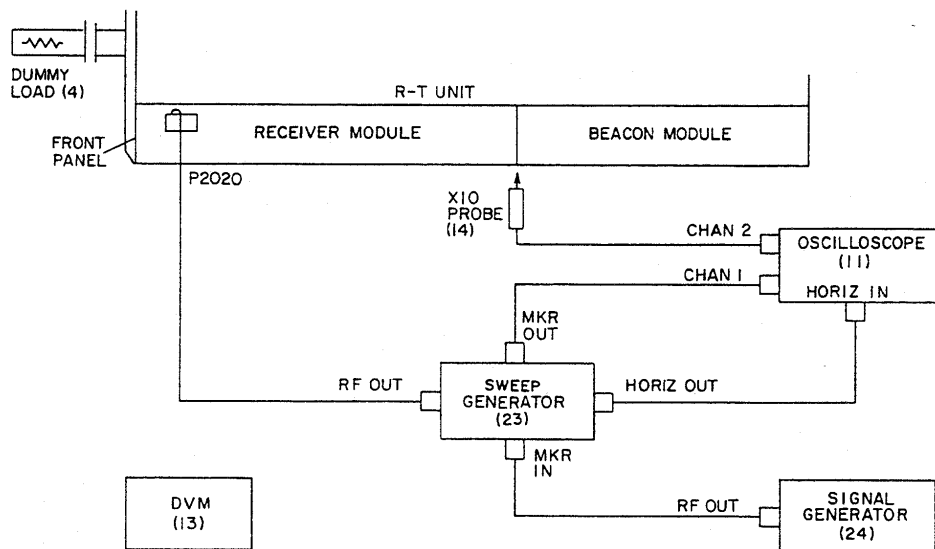 DUMMY
LOAD (4)
R-T UNIT
RECEIVER MODULE
BEACON MODULE
FRONT
PANEL
P2020
X10
PROBE
(14)
CHAN 2
CHAN 1
OSCILLOSCOPE
(11)
HORIZ IN
MKR
OUT
RF OUT
SWEEP
GENERATOR
(23)
HORIZ OUT
MKR
IN
DVM
(13)
RF OUT
SIGNAL
GENERATOR
(24)